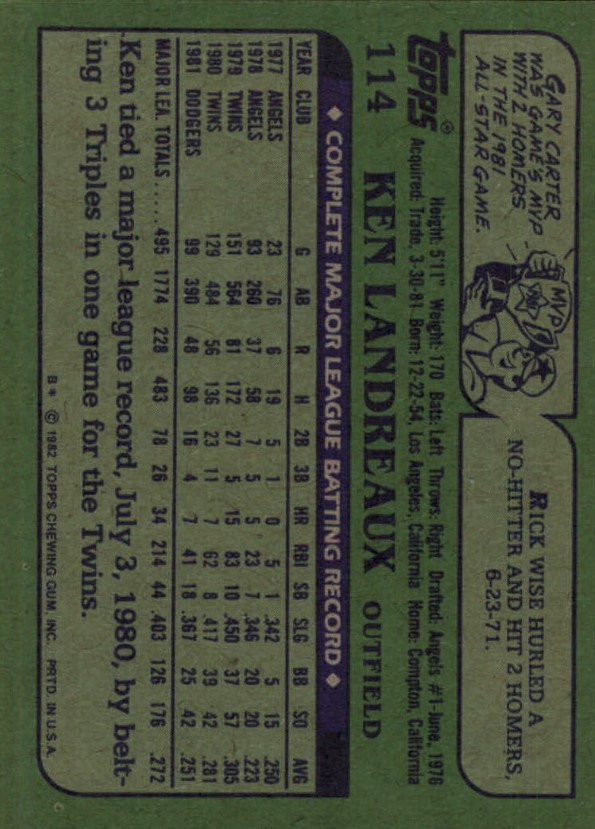 GARY CARTER
WAS GAME'S MVP
WITH 2 HOMERS
IN THE 1981
ALL-STAR GAME.
MVP
RICK WISE HURLED A
NO-HITTER AND HIT 2 HOMERS,
6-23-71.
topps®
Height: 5'11" Weight: 170 Bats: Left Throws: Right Drafted: Angels #1-June, 1976
Acquired: Trade, 3-30-81 Born: 12-22-54, Los Angeles, California Home: Compton, California
114 KEN LANDREAUX OUTFIELD
◆ COMPLETE MAJOR LEAGUE BATTING RECORD ◆
YEAR CLUB G AB R H 2B 3B HR RBI SB SLG BB SO AVG
1977 ANGELS 23 76 6 19 5 1 0 5 1 .342 5 15 .250
1978 ANGELS 93 260 37 58 7 5 5 23 7 .346 20 20 .223
1979 TWINS 151 564 81 172 27 5 15 83 10 .450 37 57 .305
1980 TWINS 129 484 56 136 23 11 7 62 8 .417 39 42 .281
1981 DODGERS 99 390 48 98 16 4 7 41 18 .367 25 42 .251
MAJOR LEA. TOTALS ..... 495 1774 228 483 78 26 34 214 44 .403 126 176 .272
Ken tied a major league record, July 3, 1980, by belt-
ing 3 Triples in one game for the Twins.
B* © 1982 TOPPS CHEWING GUM, INC. PRTD. IN U.S.A.